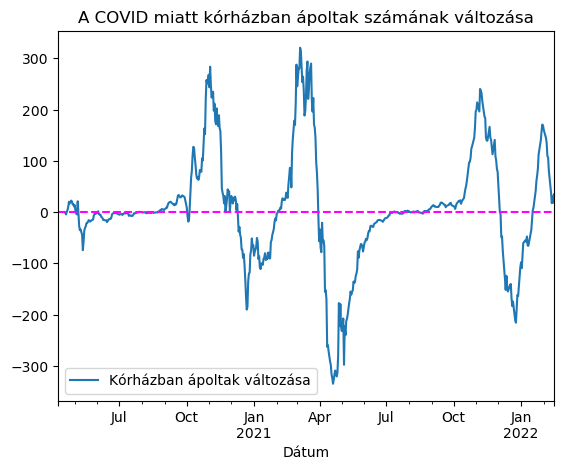 A COVID miatt kórházban ápoltak számának változása
300
200
100
0
−100
−200
−300
Kórházban ápoltak változása
Jul
Oct
Jan
2021
Apr
Jul
Oct
Jan
2022
Dátum